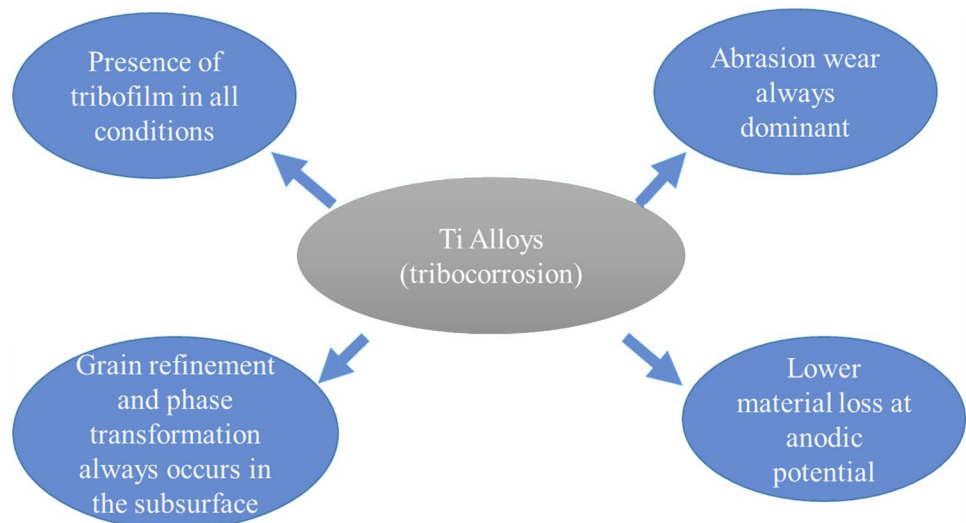 Presence of
tribofilm in all
conditions
Abrasion wear
always
dominant
Ti Alloys
(tribocorrosion)
Grain refinement
and phase
transformation
always occurs in
the subsurface
Lower
material loss at
anodic
potential